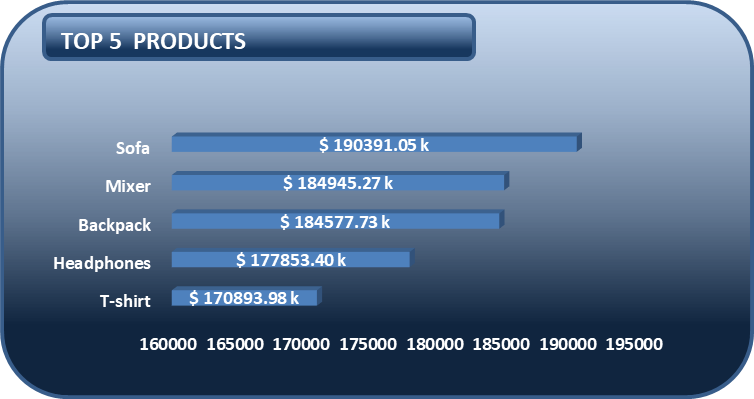 TOP 5 PRODUCTS
Sofa $ 190391.05 k
Mixer $ 184945.27 k
Backpack $ 184577.73 k
Headphones $ 177853.40 k
T-shirt $ 170893.98 k
160000 165000 170000 175000 180000 185000 190000 195000